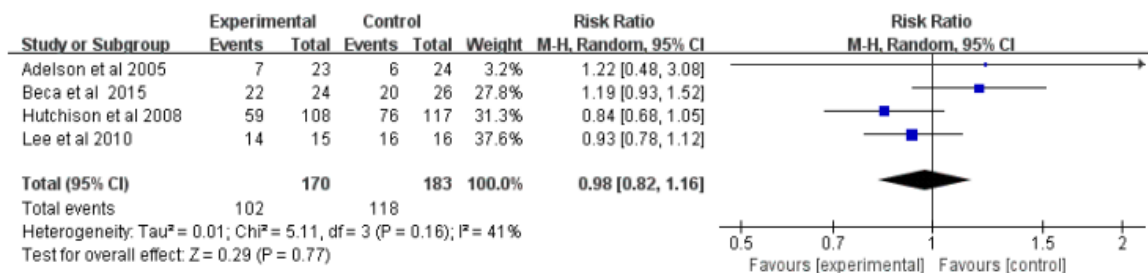 Experimental Control Risk Ratio Risk Ratio
Study or Subgroup Events Total Events Total Weight M-H, Random, 95% CI M-H, Random, 95% CI
Adelson et al 2005 7 23 6 24 3.2% 1.22 [0.48, 3.08]
Beca et al 2015 22 24 20 26 27.8% 1.19 [0.93, 1.52]
Hutchison et al 2008 59 108 76 117 31.3% 0.84 [0.68, 1.05]
Lee et al 2010 14 15 16 16 37.6% 0.93 [0.78, 1.12]
Total (95% CI) 170 183 100.0% 0.98 [0.82, 1.16]
Total events 102 118
Heterogeneity: Tau² = 0.01; Chi² = 5.11, df = 3 (P = 0.16); I² = 41%
Test for overall effect: Z = 0.29 (P = 0.77)
0.5 0.7 1 1.5 2
Favours [experimental] Favours [control]